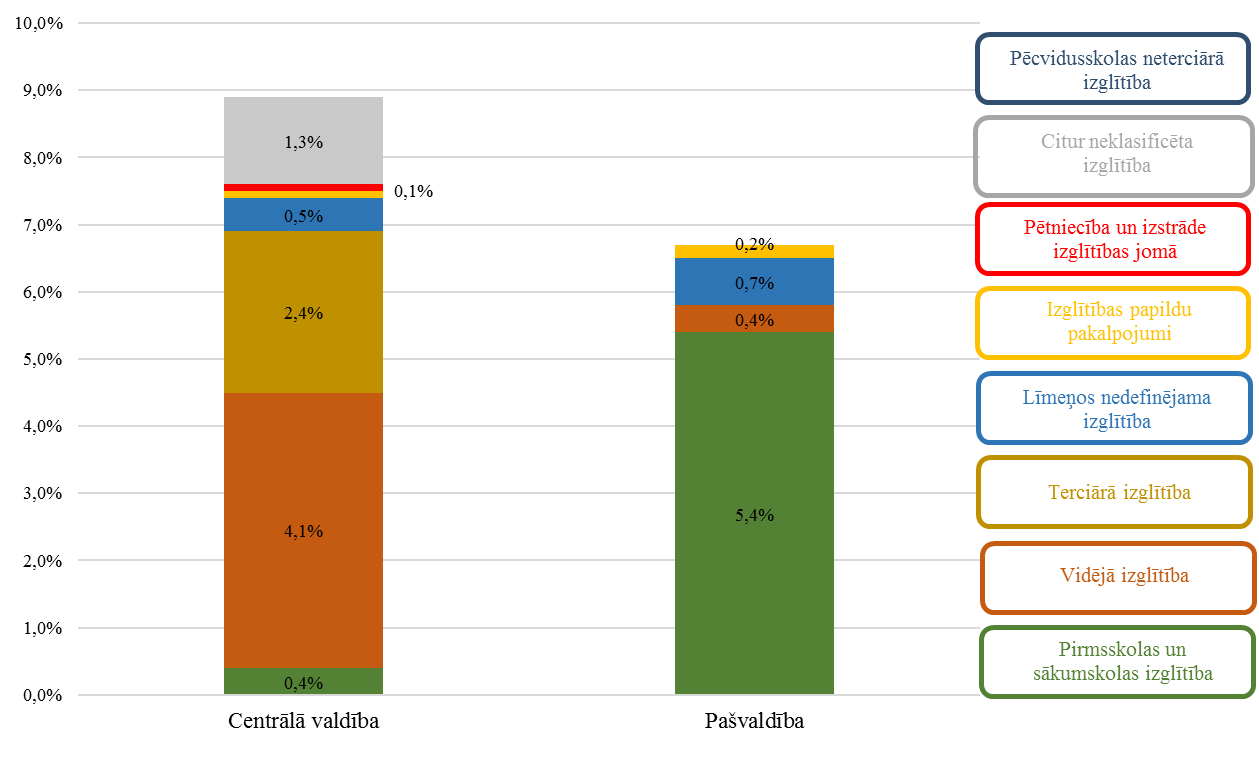 10,0%
9,0%
8,0%
7,0%
6,0%
5,0%
4,0%
3,0%
2,0%
1,0%
0,0%
1,3%
0,1%
0,5%
2,4%
4,1%
0,4%
0,2%
0,7%
0,4%
5,4%
Centrālā valdība
Pašvaldība
Pēcvidusskolas neterciārā
izglītība
Citur neklasificēta
izglītība
Pētniecība un izstrāde
izglītības jomā
Izglītības papildu
pakalpojumi
Līmeņos nedefinējama
izglītība
Terciārā izglītība
Vidējā izglītība
Pirmsskolas un
sākumskolas izglītība